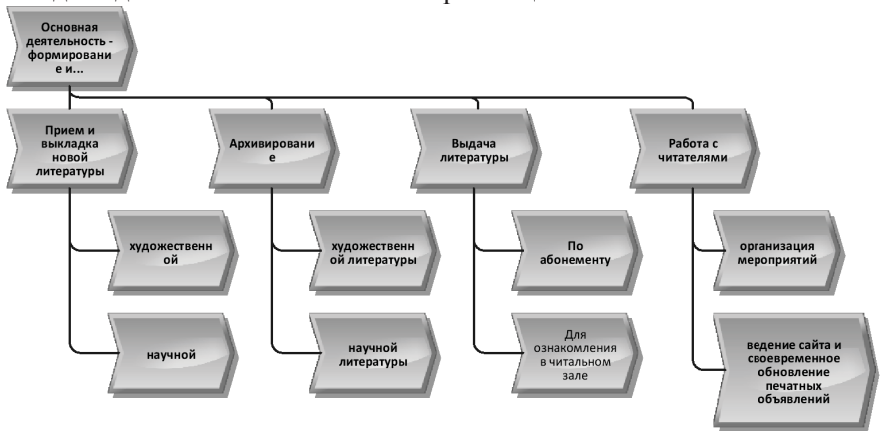 Основная
деятельность -
формировани
е и...
Прием и
выкладка
новой
литературы
Архивировани
е
Выдача
литературы
Работа с
читателями
художественн
ой
художественн
ой литературы
По
абонементу
организация
мероприятий
научной
научной
литературы
Для
ознакомления
в читальном
зале
ведение сайта и
своевременное
обновление
печатных
объявлений